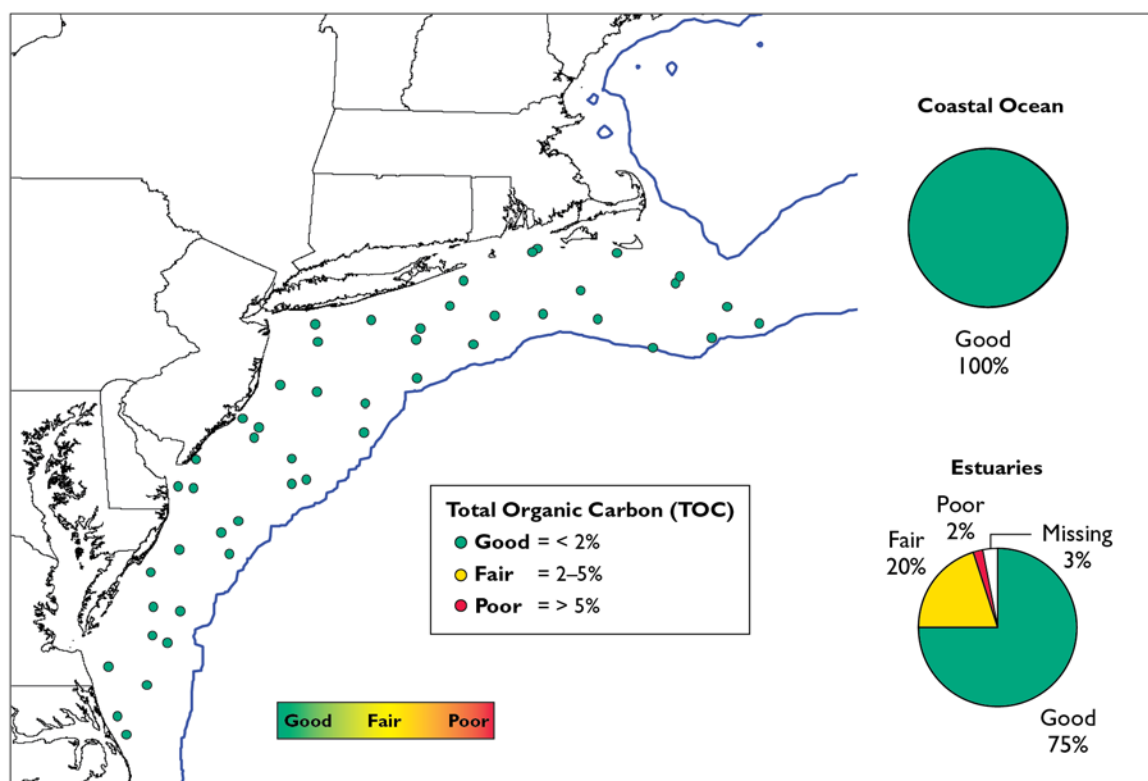 Coastal Ocean
Good
100%
Total Organic Carbon (TOC)
Good = < 2%
Fair = 2–5%
Poor = > 5%
Good Fair Poor
Estuaries
Poor
2%
Missing
3%
Fair
20%
Good
75%